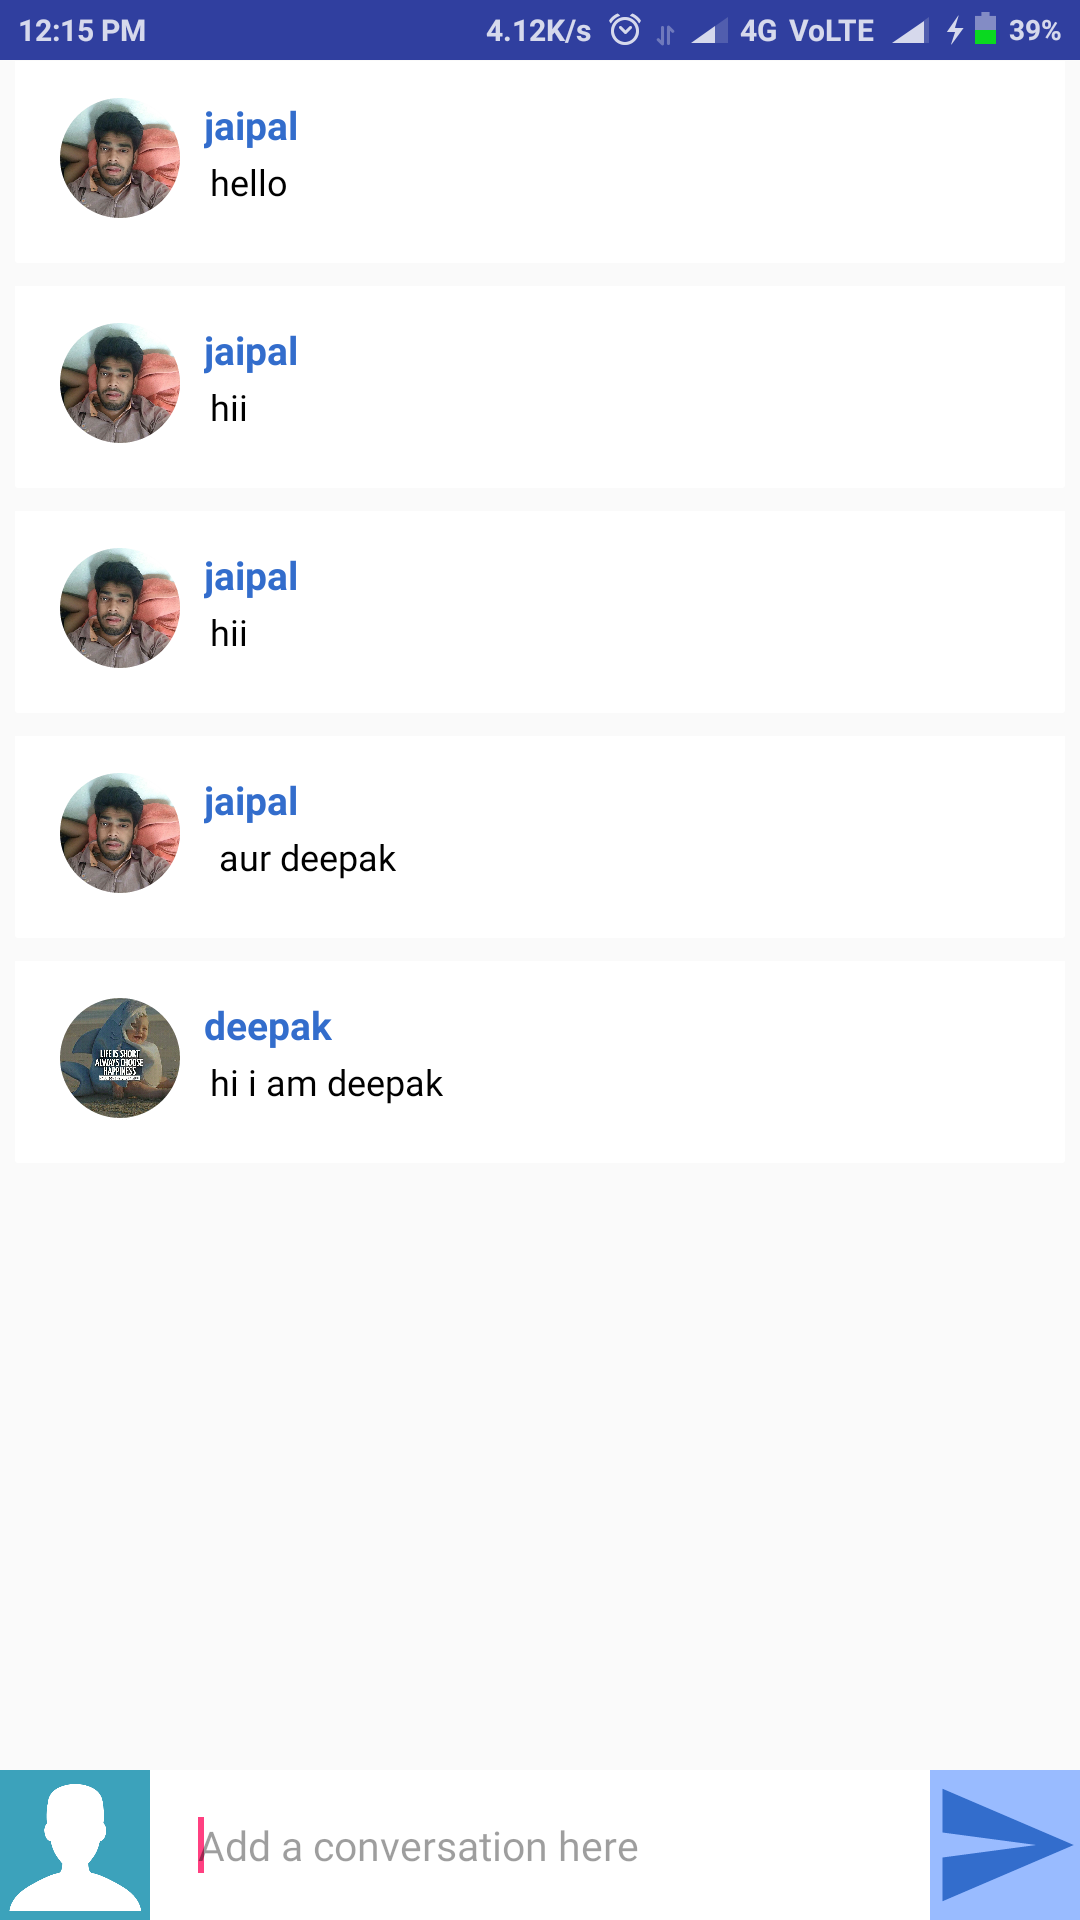 12:15 PM 4.12K/s 4G VoLTE 39%
jaipal
hello
jaipal
hii
jaipal
hii
jaipal
aur deepak
deepak
LIFE IS SHORT
ALWAYS CHOOSE
HAPPINESS
hi i am deepak
Add a conversation here